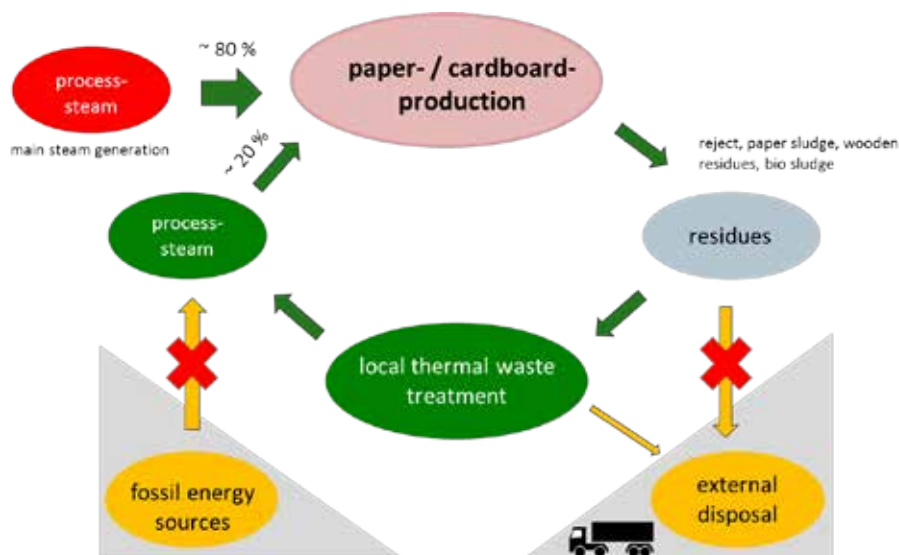 ~ 80 %
process-
steam
main steam generation
paper- / cardboard-
production
~ 20 %
reject, paper sludge, wooden
residues, bio sludge
process-
steam
residues
local thermal waste
treatment
fossil energy
sources
external
disposal